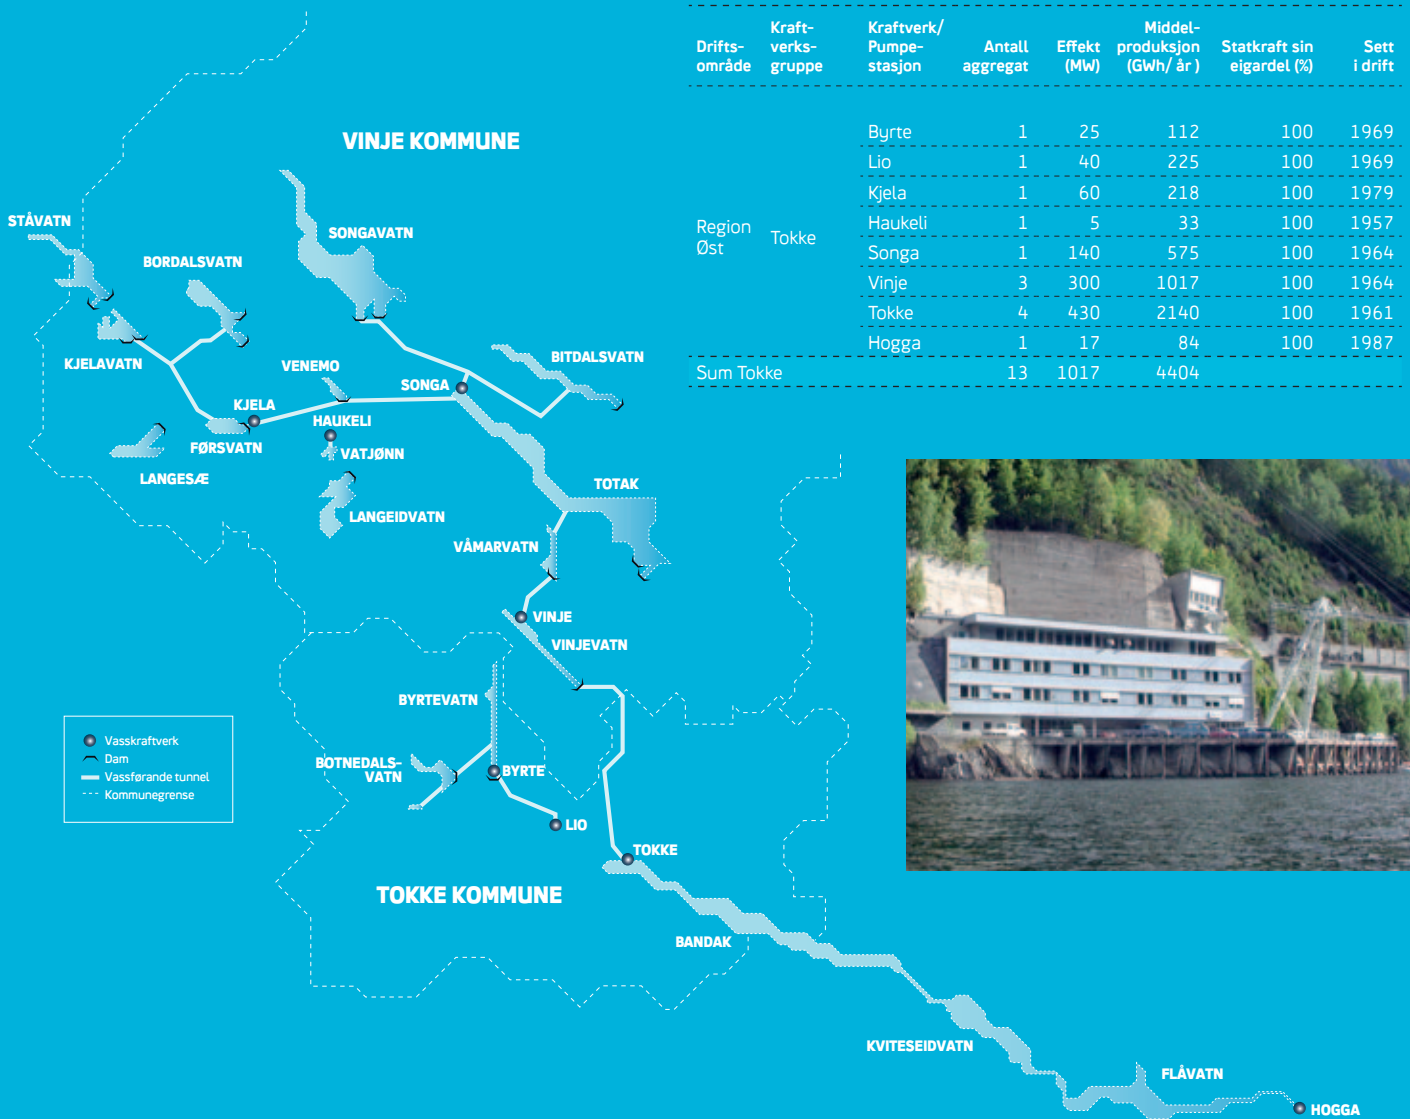 Drifts-
område
Kraft-
verks-
gruppe
Kraftverk/
Pumpe-
stasjon
Antall
aggregat
Effekt
(MW)
Middel-
produksjon
(GWh/ år )
Statkraft sin
eigardel (%)
Sett
i drift
Region
Øst
Tokke
Byrte 1 25 112 100 1969
Lio 1 40 225 100 1969
Kjela 1 60 218 100 1979
Haukeli 1 5 33 100 1957
Songa 1 140 575 100 1964
Vinje 3 300 1017 100 1964
Tokke 4 430 2140 100 1961
Hogga 1 17 84 100 1987
Sum Tokke 13 1017 4404
VINJE KOMMUNE
STÅVATN
SONGAVATN
BORDALSVATN
KJELAVATN
VENEMO
BITDALSVATN
SONGA
KJELA
HAUKELI
FØRSVATN
VATJØNN
LANGESÆ
TOTAK
LANGEIDVATN
VÅMARVATN
VINJE
VINJEVATN
BYRTEVATN
BOTNEDALS-
VATN
BYRTE
LIO
TOKKE
TOKKE KOMMUNE
BANDAK
KVITESEIDVATN
FLÅVATN
HOGGA
Vasskraftverk
Dam
Vassførande tunnel
Kommunegrense